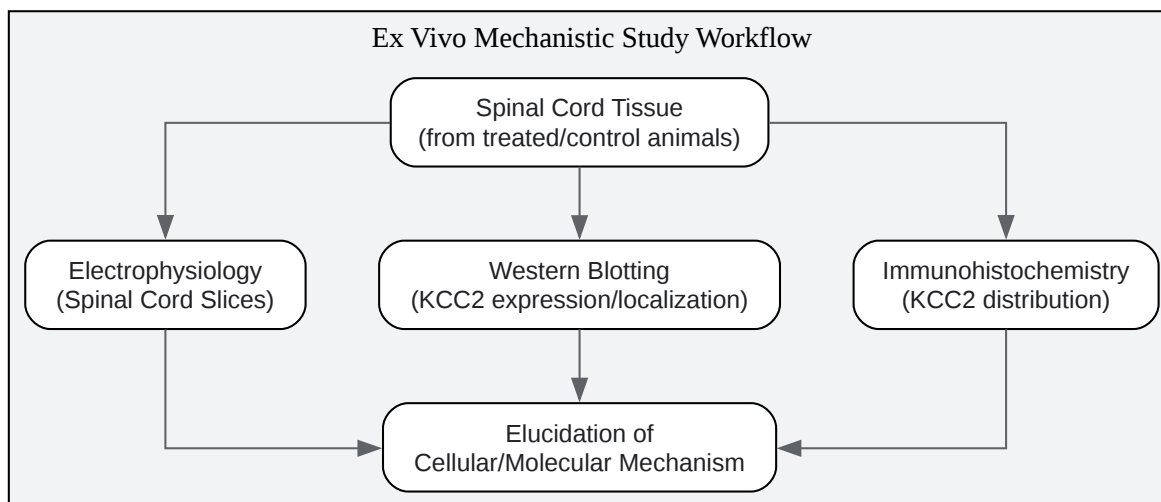 Ex Vivo Mechanistic Study Workflow
Spinal Cord Tissue
(from treated/control animals)
Electrophysiology
(Spinal Cord Slices)
Western Blotting
(KCC2 expression/localization)
Immunohistochemistry
(KCC2 distribution)
Elucidation of
Cellular/Molecular Mechanism